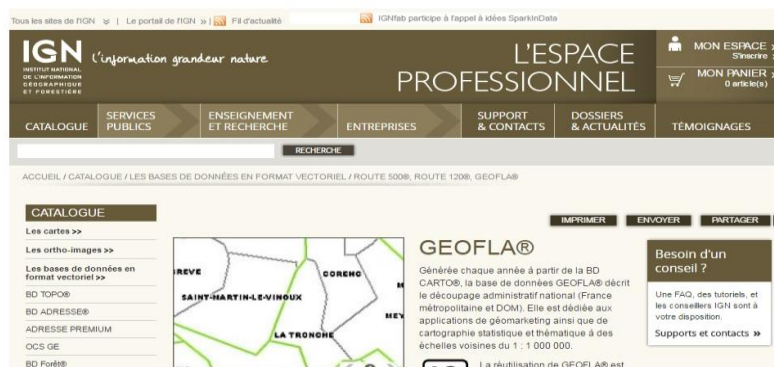 Tous les sites de l'IGN | Le portail de l'IGN » | Fil d'actualité IGNfab participe à l'appel à idées SparkInData
IGN
INSTITUT NATIONAL
DE L'INFORMATION
GÉOGRAPHIQUE
ET FORESTIÈRE
L'information grandeur nature
L'ESPACE
PROFESSIONNEL
MON ESPACE
S'inscrire
MON PANIER
0 article(s)
CATALOGUE
SERVICES
PUBLICS
ENSEIGNEMENT
ET RECHERCHE
ENTREPRISES
SUPPORT
& CONTACTS
DOSSIERS
& ACTUALITÉS
TÉMOIGNAGES
RECHERCHE
ACCUEIL / CATALOGUE / LES BASES DE DONNÉES EN FORMAT VECTORIEL / ROUTE 500®, ROUTE 120®, GEOFLA®
IMPRIMER ENVOYER PARTAGER
CATALOGUE
Les cartes >>
Les ortho-images >>
Les bases de données en
format vectoriel >>
BD TOPO®
BD ADRESSE®
ADRESSE PREMIUM
OCS GE
BD Forêt®
REVE
CORENC
SAINT-MARTIN-LE-VINOUX
MEY
LA TRONCHE
GEOFLA®
Générée chaque année à partir de la BD
CARTO®, la base de données GEOFLA® décrit
le découpage administratif national (France
métropolitaine et DOM). Elle est dédiée aux
applications de géomarketing ainsi que de
cartographie statistique et thématique à des
échelles voisines du 1 : 1 000 000.
La réutilisation de GEOFLA® est
Besoin d'un
conseil ?
Une FAQ, des tutoriels, et
les conseillers IGN sont à
votre disposition.
Supports et contacts »